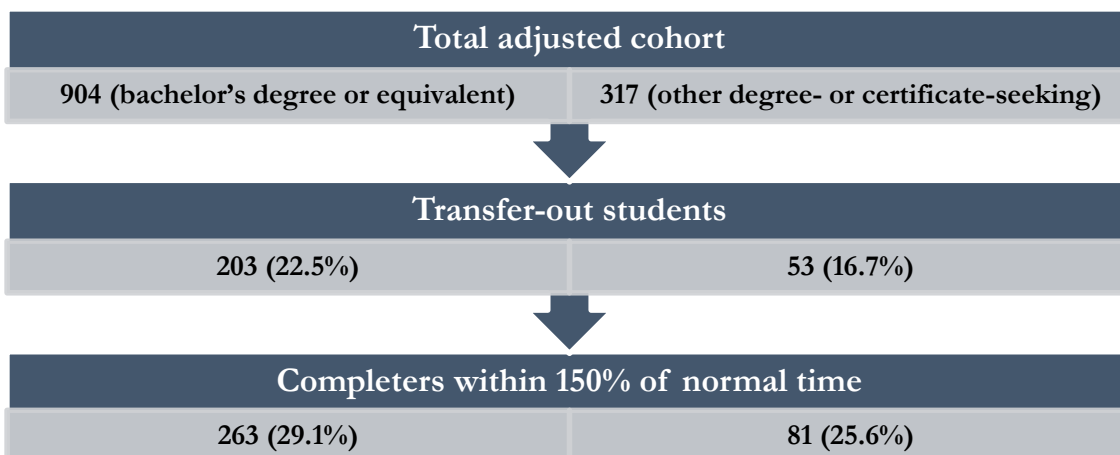 Total adjusted cohort
904 (bachelor's degree or equivalent) 317 (other degree- or certificate-seeking)
Transfer-out students
203 (22.5%) 53 (16.7%)
Completers within 150% of normal time
263 (29.1%) 81 (25.6%)